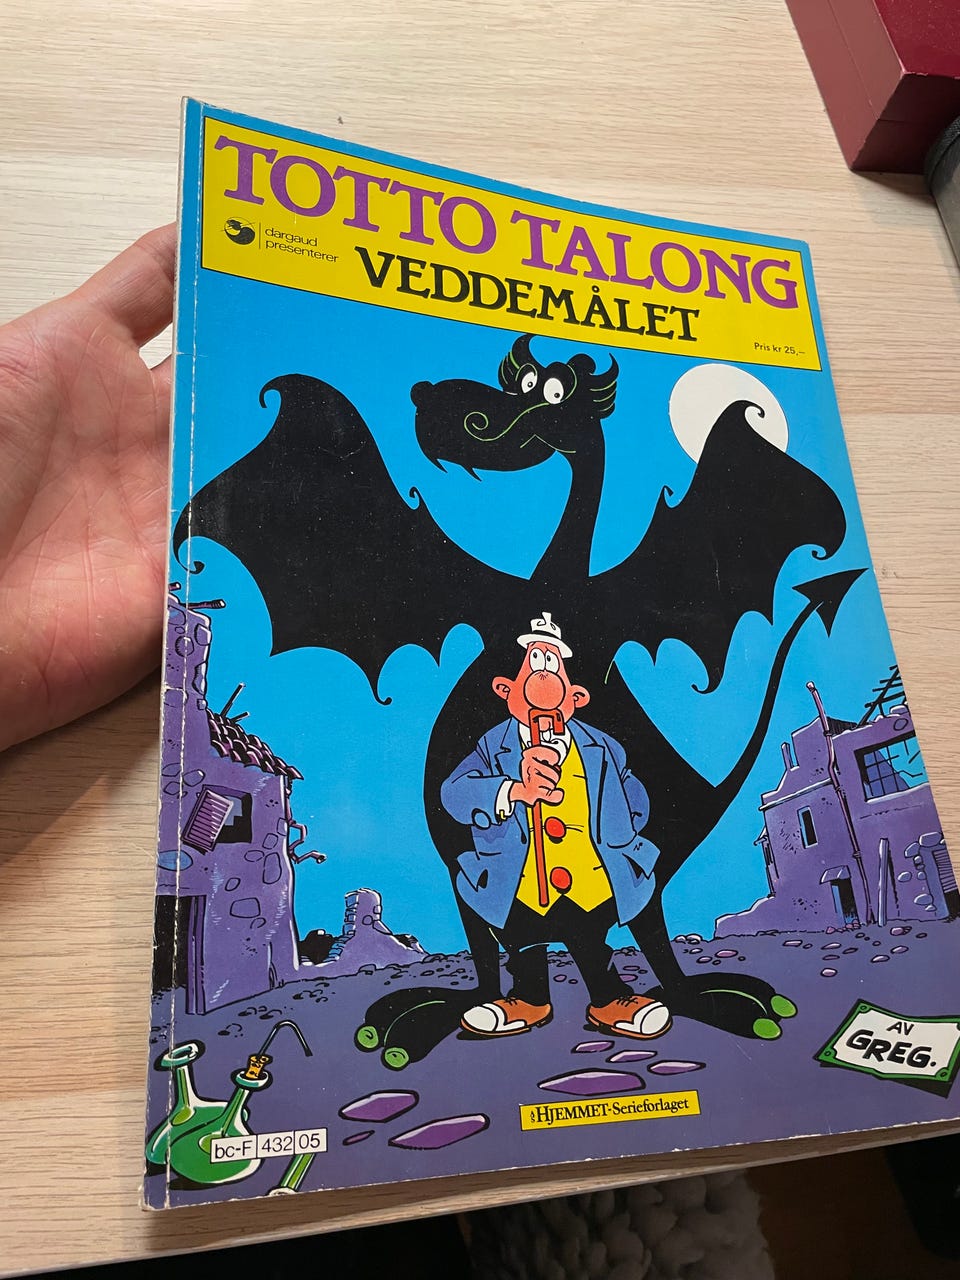 TOTTO TALONG
dargaud
presenterer
VEDDEMÅLET
Pris kr 25,–
AV
GREG.
A/S HJEMMET-Serieforlaget
bc-F 432 05